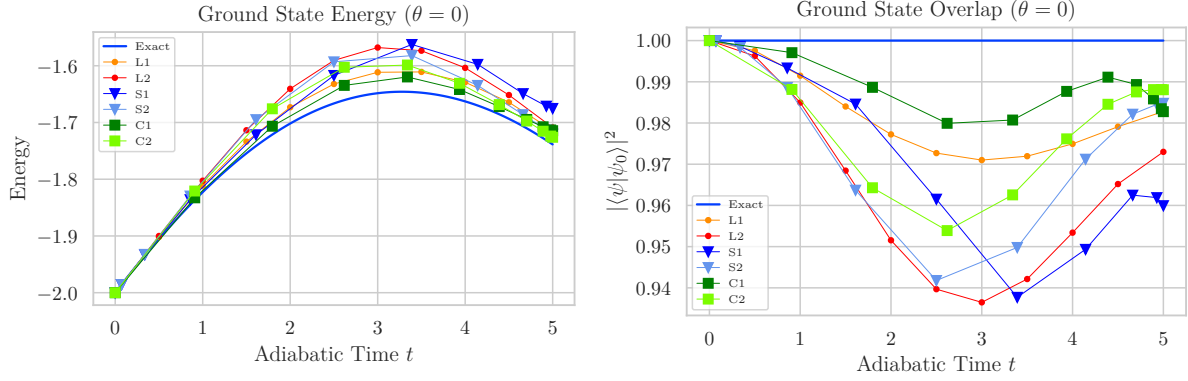 Ground State Energy (θ = 0)
Energy
−1.6
−1.7
−1.8
−1.9
−2.0
Exact
L1
L2
S1
S2
C1
C2
0 1 2 3 4 5
Adiabatic Time t
Ground State Overlap (θ = 0)
|⟨ψ|ψ₀⟩|²
1.00
0.99
0.98
0.97
0.96
0.95
0.94
Exact
L1
L2
S1
S2
C1
C2
0 1 2 3 4 5
Adiabatic Time t